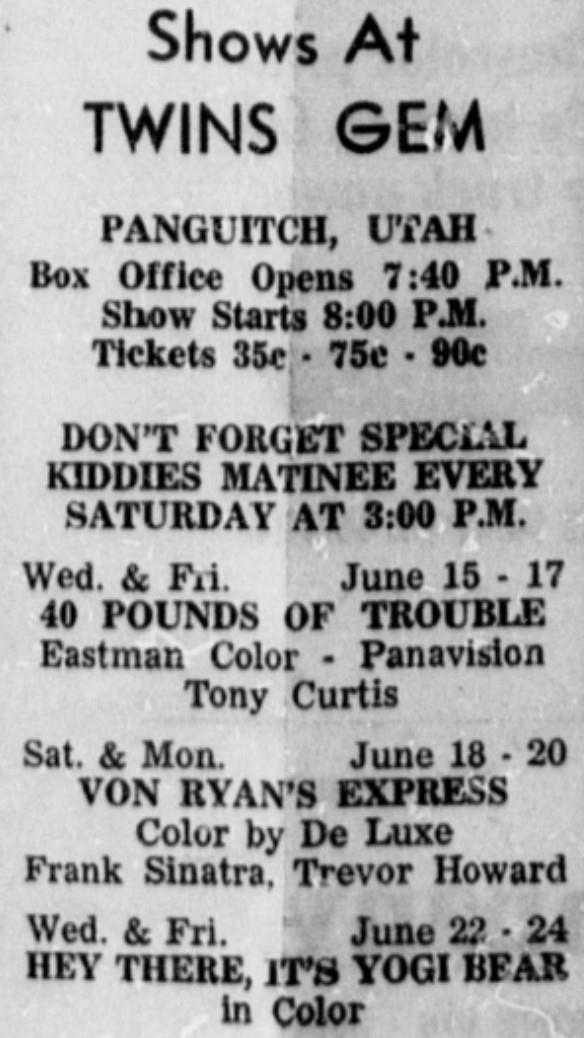 Shows At
TWINS GEM
PANGUITCH, UTAH
Box Office Opens 7:40 P.M.
Show Starts 8:00 P.M.
Tickets 35c - 75c - 90c
DON'T FORGET SPECIAL
KIDDIES MATINEE EVERY
SATURDAY AT 3:00 P.M.
Wed. & Fri. June 15 - 17
40 POUNDS OF TROUBLE
Eastman Color - Panavision
Tony Curtis
Sat. & Mon. June 18 - 20
VON RYAN'S EXPRESS
Color by De Luxe
Frank Sinatra, Trevor Howard
Wed. & Fri. June 22 - 24
HEY THERE, IT'S YOGI BEAR
in Color